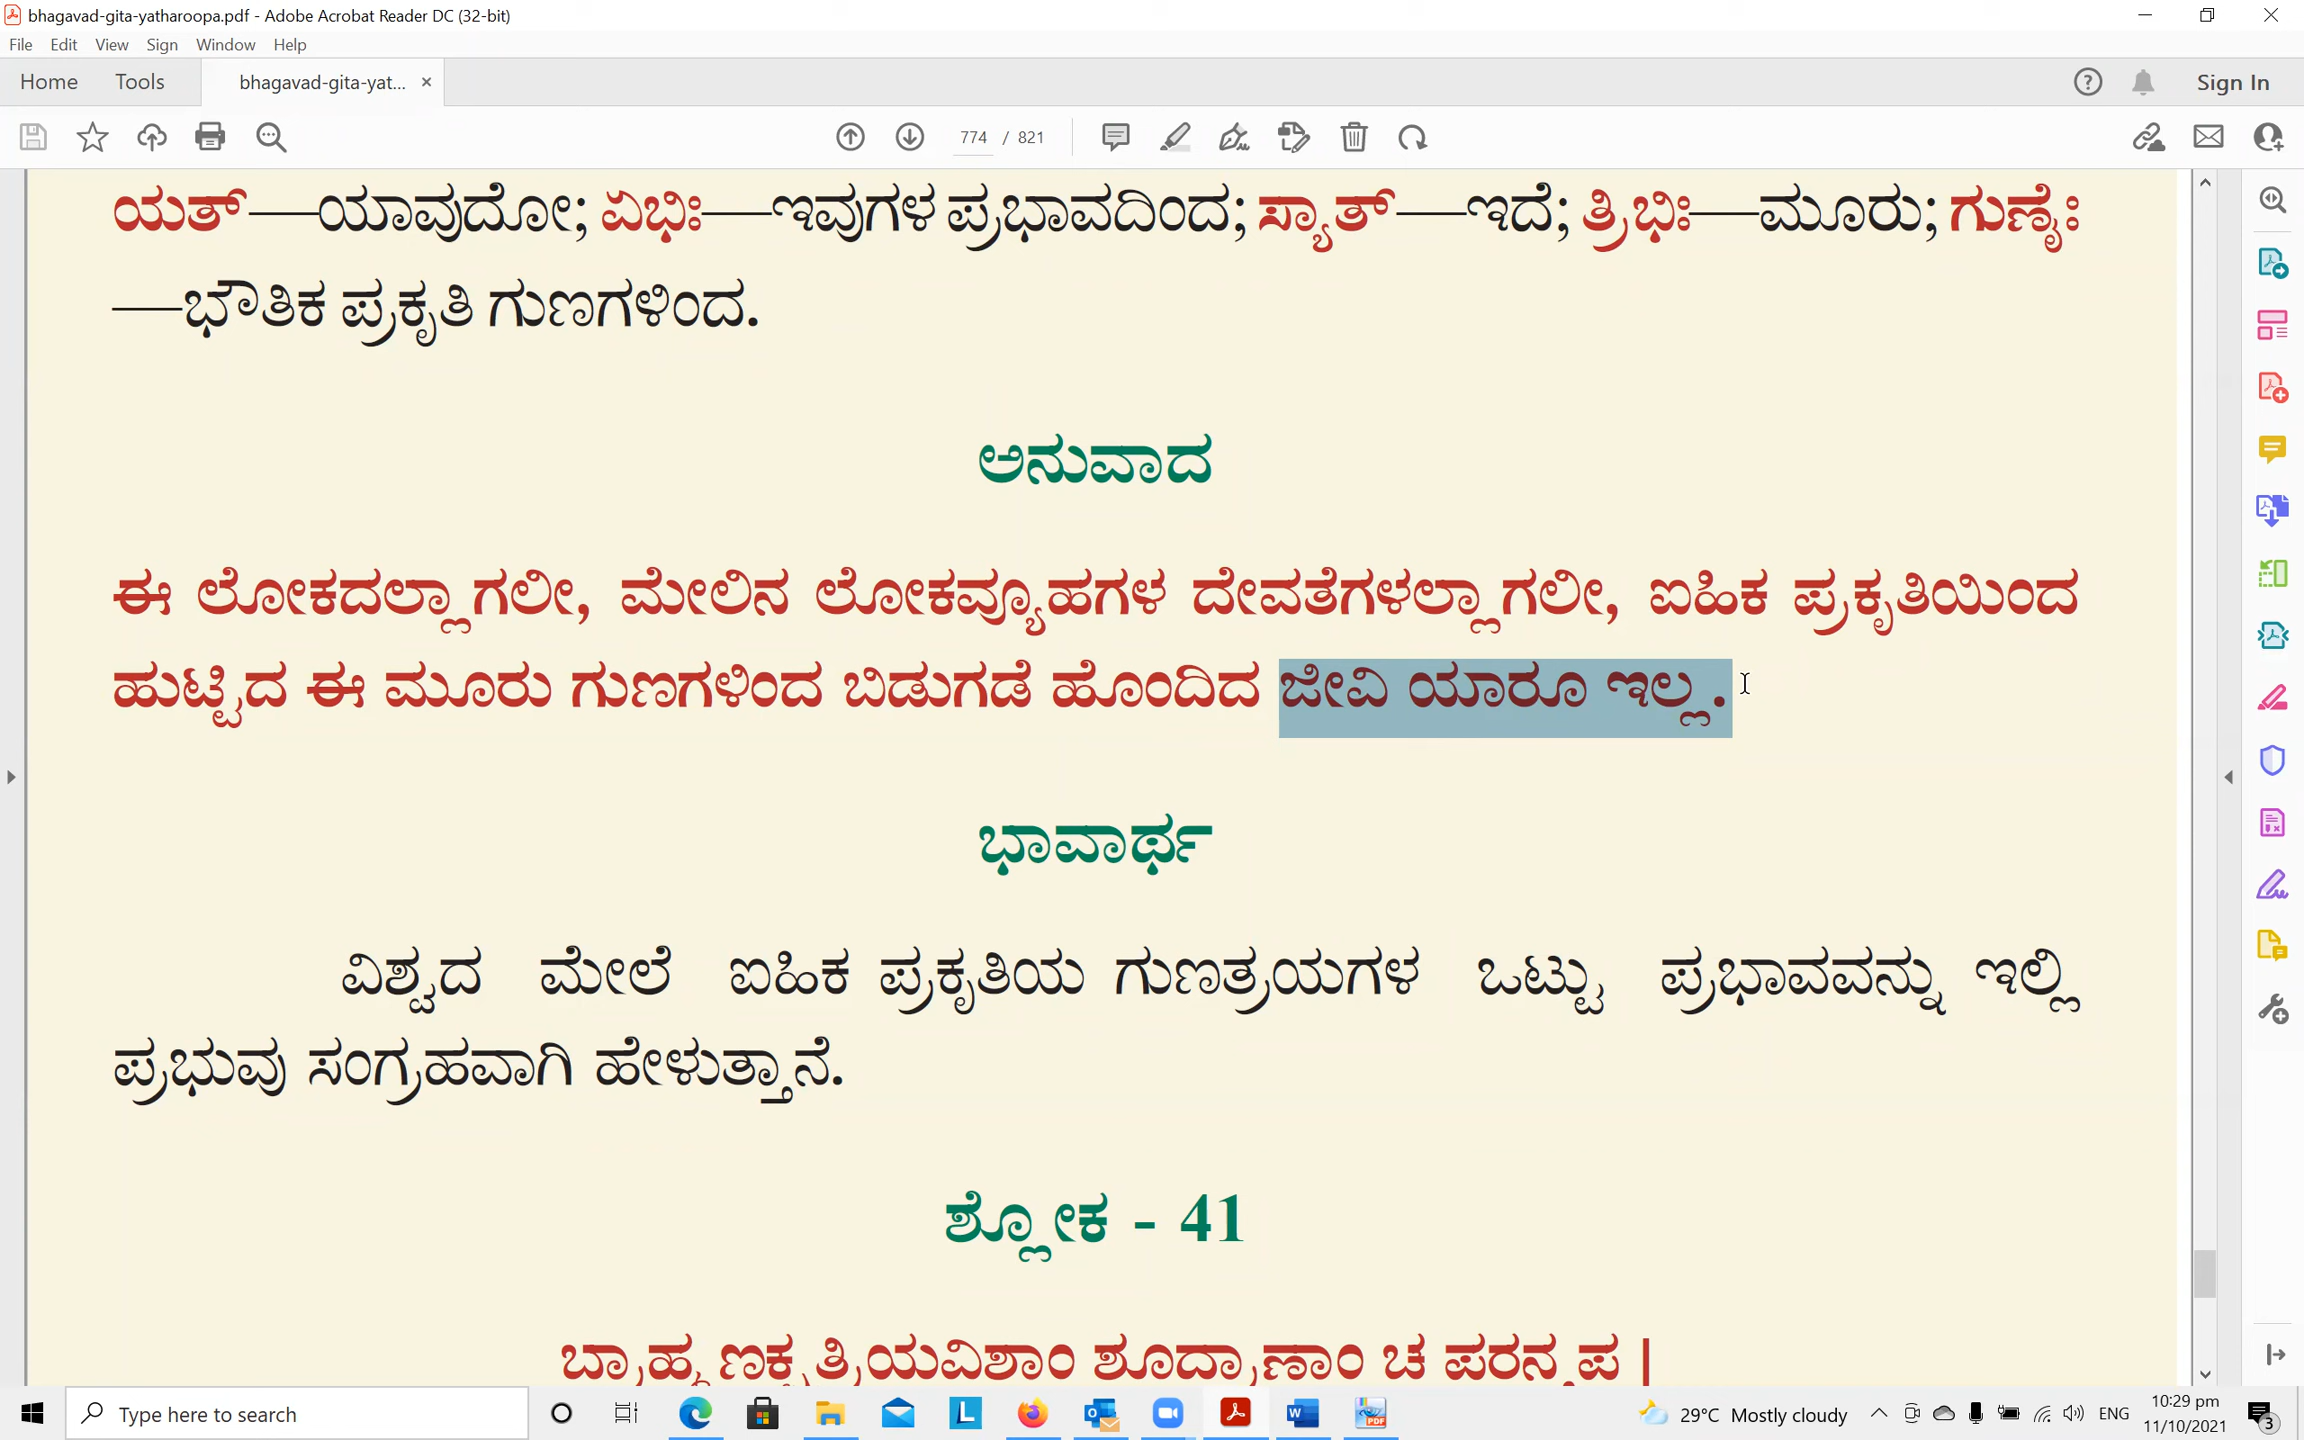 bhagavad-gita-yatharoopa.pdf - Adobe Acrobat Reader DC (32-bit)
File Edit View Sign Window Help
Home Tools bhagavad-gita-yat... × Sign In
774 / 821
ಯತ್—ಯಾವುದೋ; ಏಭಿಃ—ಇವುಗಳ ಪ್ರಭಾವದಿಂದ; ಸ್ಯಾತ್—ಇದೆ; ತ್ರಿಭಿಃ—ಮೂರು; ಗುಣೈಃ
—ಭೌತಿಕ ಪ್ರಕೃತಿ ಗುಣಗಳಿಂದ.
ಅನುವಾದ
ಈ ಲೋಕದಲ್ಲಾಗಲೀ, ಮೇಲಿನ ಲೋಕವ್ಯೂಹಗಳ ದೇವತೆಗಳಲ್ಲಾಗಲೀ, ಐಹಿಕ ಪ್ರಕೃತಿಯಿಂದ
ಹುಟ್ಟಿದ ಈ ಮೂರು ಗುಣಗಳಿಂದ ಬಿಡುಗಡೆ ಹೊಂದಿದ ಜೀವಿ ಯಾರೂ ಇಲ್ಲ.
ಭಾವಾರ್ಥ
ವಿಶ್ವದ ಮೇಲೆ ಐಹಿಕ ಪ್ರಕೃತಿಯ ಗುಣತ್ರಯಗಳ ಒಟ್ಟು ಪ್ರಭಾವವನ್ನು ಇಲ್ಲಿ
ಪ್ರಭುವು ಸಂಗ್ರಹವಾಗಿ ಹೇಳುತ್ತಾನೆ.
ಶ್ಲೋಕ - 41
ಬ್ರಾಹ್ಮಣಕ್ಷತ್ರಿಯವಿಶಾಂ ಶೂದ್ರಾಣಾಂ ಚ ಪರನ್ತಪ |
Type here to search
29°C Mostly cloudy ENG 10:29 pm
11/10/2021 3